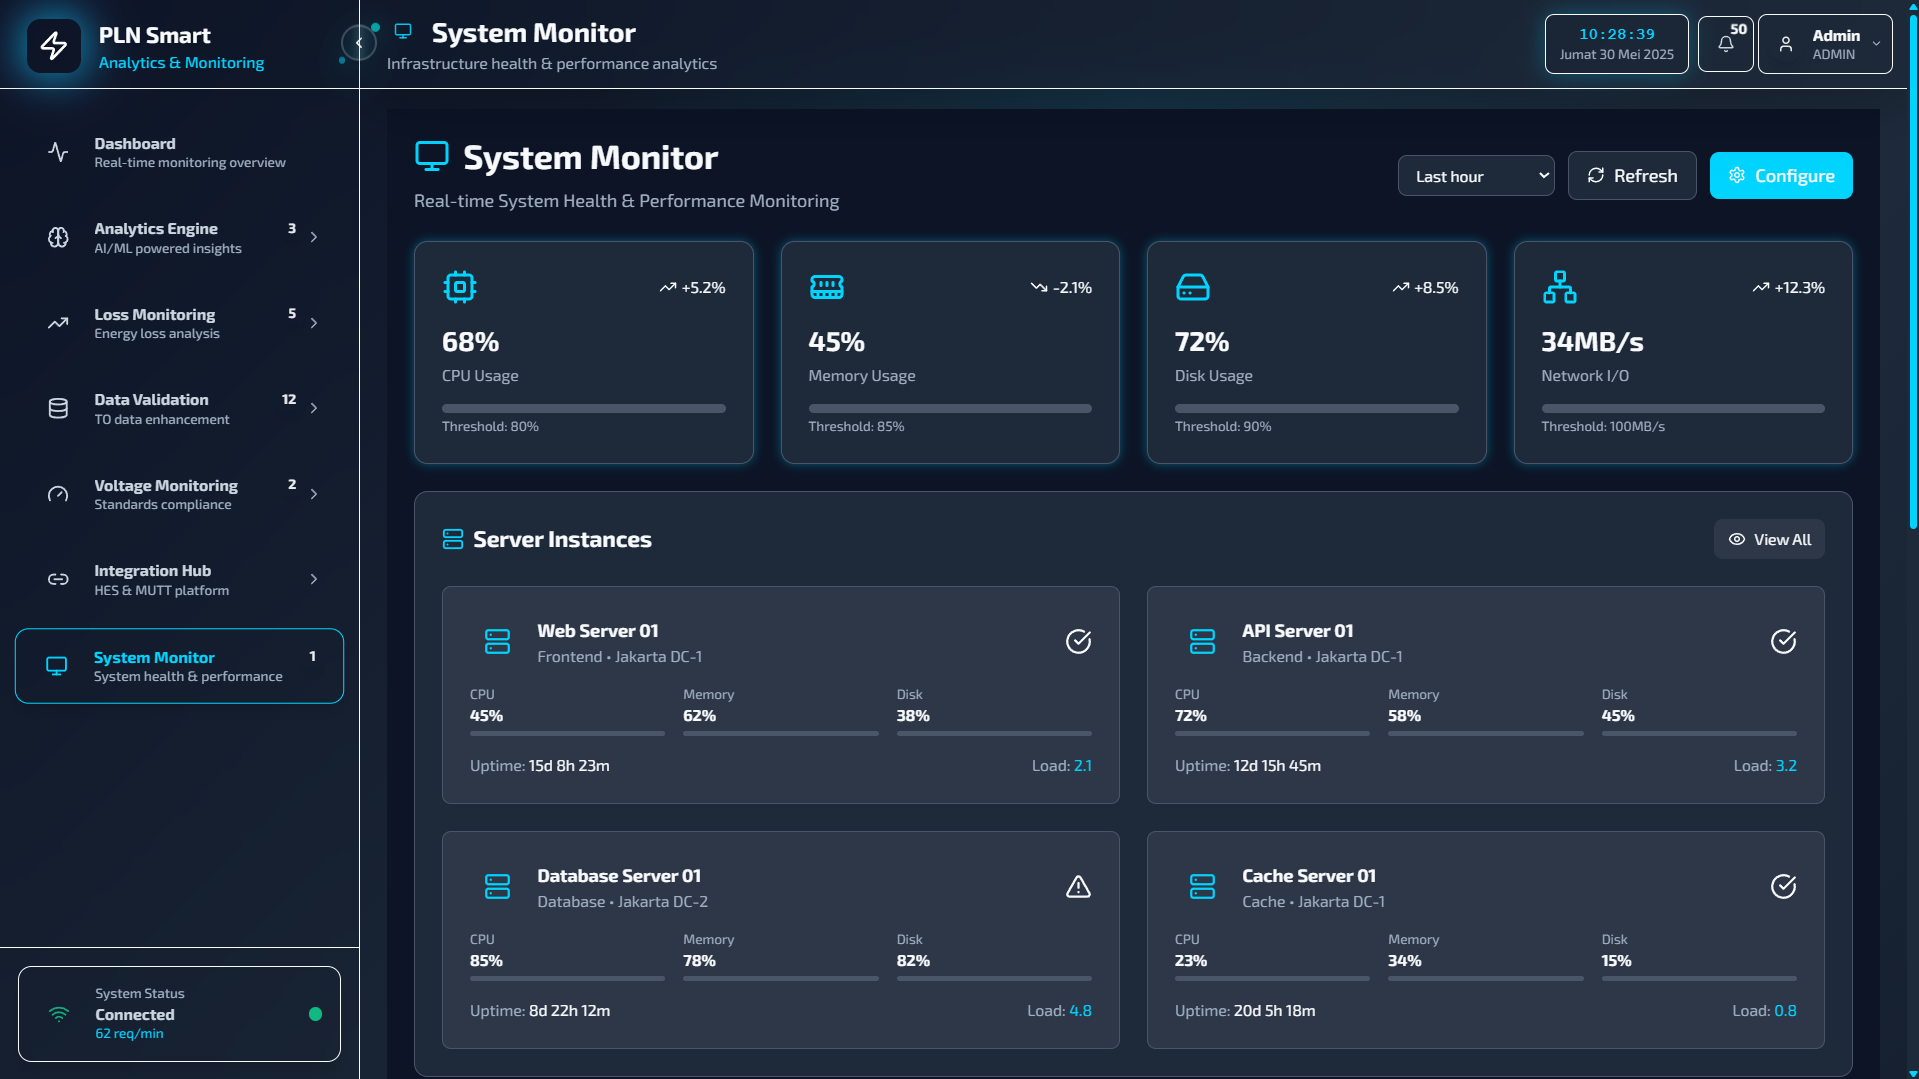 PLN Smart
Analytics & Monitoring
System Monitor
Infrastructure health & performance analytics
10:28:39
Jumat 30 Mei 2025
50
Admin
ADMIN
Dashboard
Real-time monitoring overview
Analytics Engine 3
AI/ML powered insights
Loss Monitoring 5
Energy loss analysis
Data Validation 12
TO data enhancement
Voltage Monitoring 2
Standards compliance
Integration Hub
HES & MUTT platform
System Monitor 1
System health & performance
System Status
Connected
62 req/min
System Monitor
Real-time System Health & Performance Monitoring
Last hour
Refresh
Configure
+5.2%
68%
CPU Usage
Threshold: 80%
-2.1%
45%
Memory Usage
Threshold: 85%
+8.5%
72%
Disk Usage
Threshold: 90%
+12.3%
34MB/s
Network I/O
Threshold: 100MB/s
Server Instances
View All
Web Server 01
Frontend • Jakarta DC-1
CPU Memory Disk
45% 62% 38%
Uptime: 15d 8h 23m Load: 2.1
API Server 01
Backend • Jakarta DC-1
CPU Memory Disk
72% 58% 45%
Uptime: 12d 15h 45m Load: 3.2
Database Server 01
Database • Jakarta DC-2
CPU Memory Disk
85% 78% 82%
Uptime: 8d 22h 12m Load: 4.8
Cache Server 01
Cache • Jakarta DC-1
CPU Memory Disk
23% 34% 15%
Uptime: 20d 5h 18m Load: 0.8